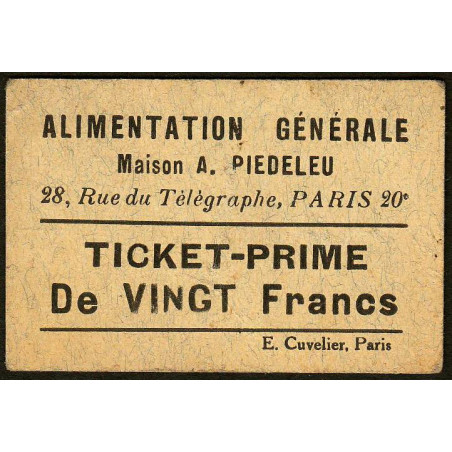 ALIMENTATION GÉNÉRALE
Maison A. PIEDELEU
28, Rue du Télégraphe, PARIS 20e
TICKET-PRIME
De VINGT Francs
E. Cuvelier, Paris